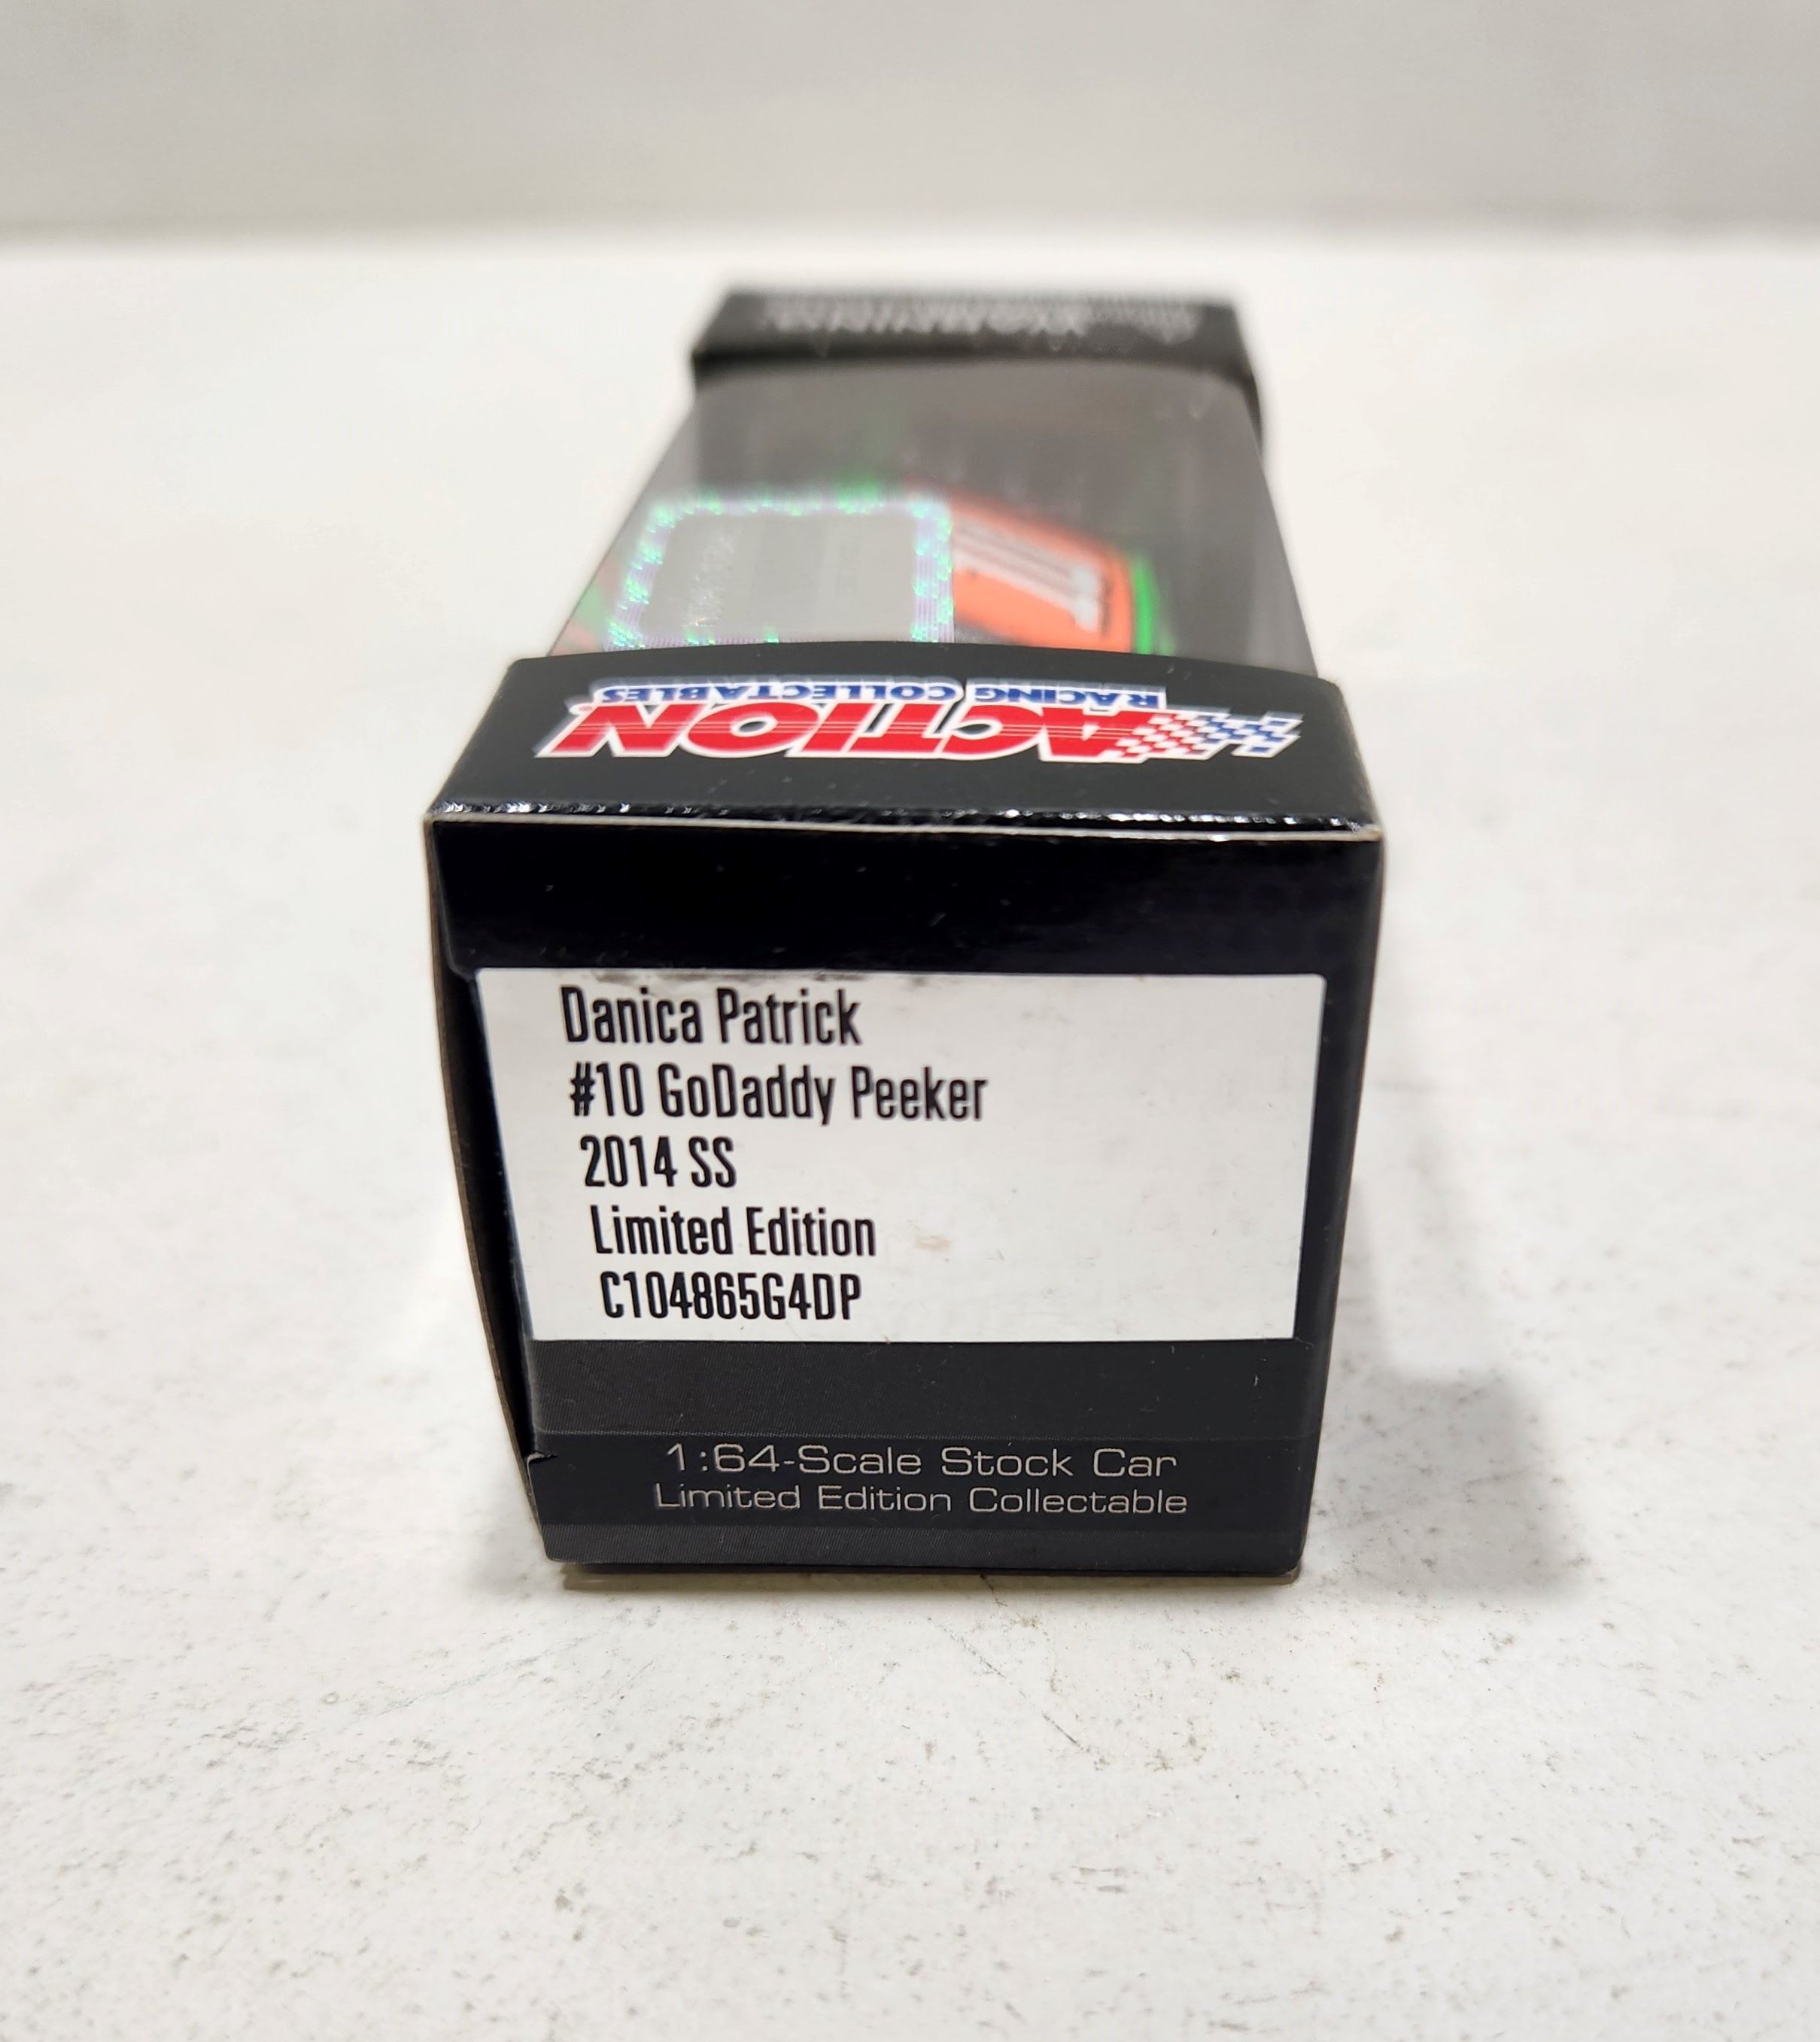 ACTION
RACING COLLECTABLES
Danica Patrick
#10 GoDaddy Peeker
2014 SS
Limited Edition
C104865G4DP
1:64-Scale Stock Car
Limited Edition Collectable